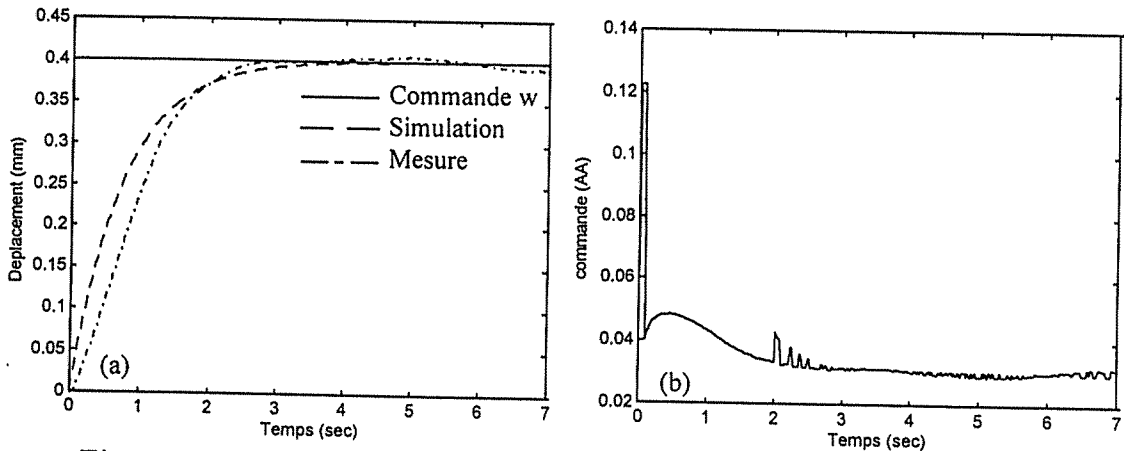 0.45
0.4
0.35
0.3
0.25
0.2
0.15
0.1
0.05
0
Deplacement (mm)
Commande w
Simulation
Mesure
(a)
0 1 2 3 4 5 6 7
Temps (sec)
0.14
0.12
0.1
0.08
0.06
0.04
0.02
commande (AA)
(b)
0 1 2 3 4 5 6 7
Temps (sec)